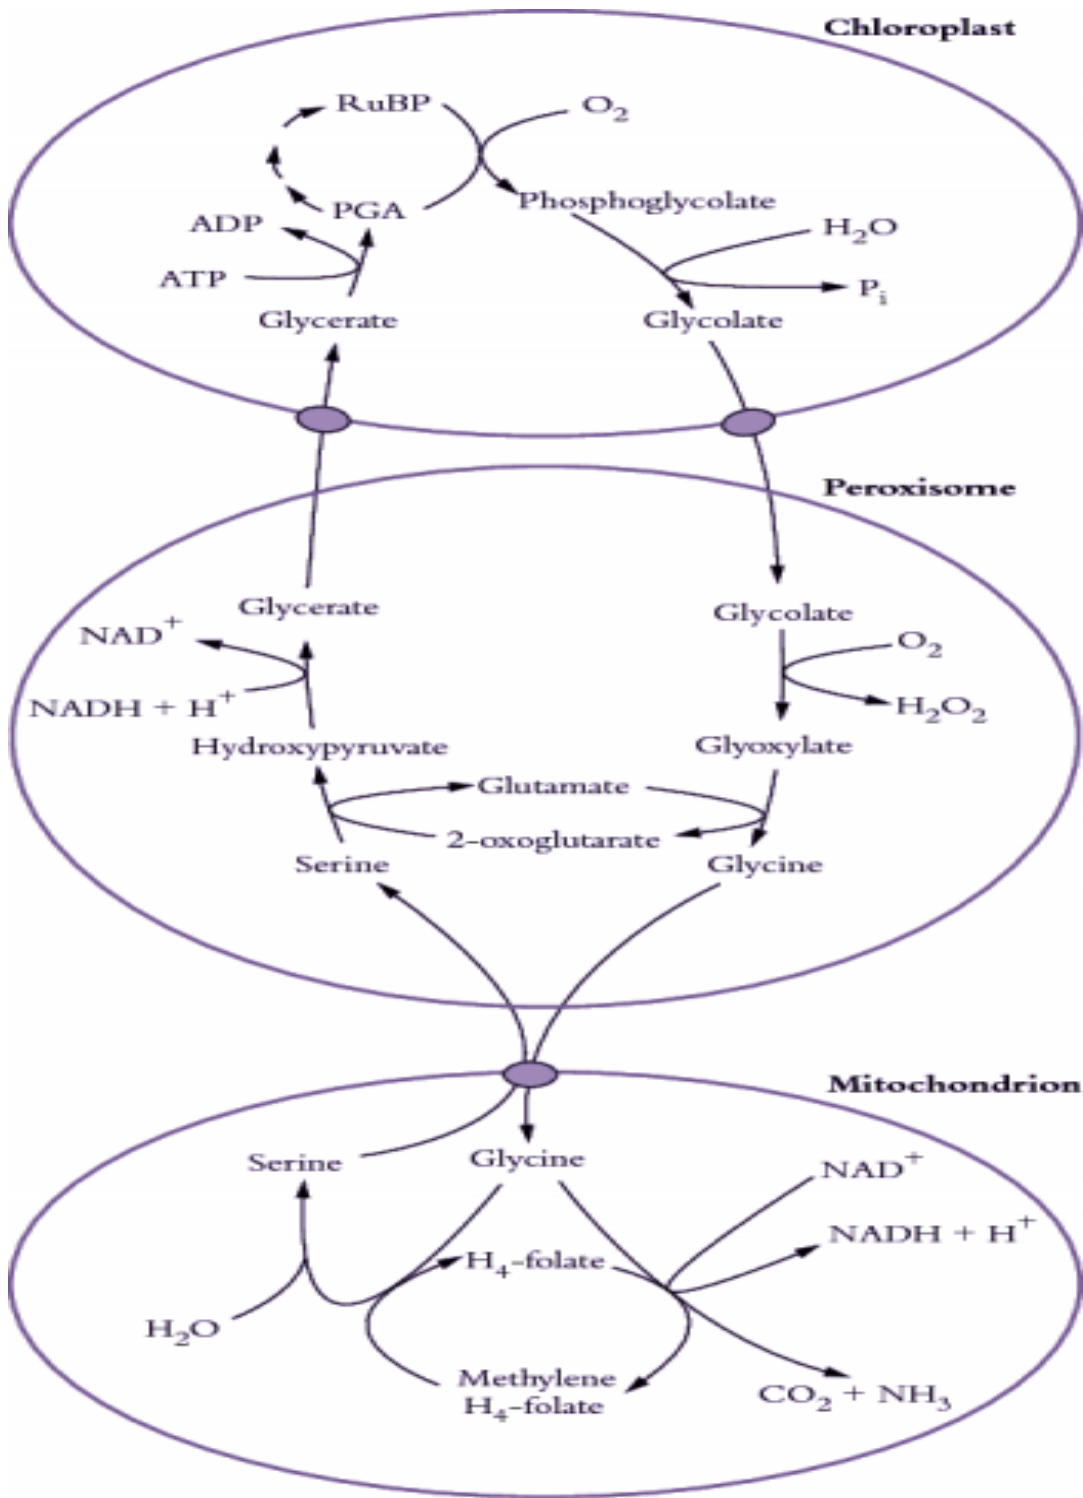 Chloroplast
RuBP
O₂
Phosphoglycolate
PGA
ADP
H₂O
ATP
Pᵢ
Glycerate
Glycolate
Peroxisome
Glycerate
Glycolate
NAD⁺
O₂
NADH + H⁺
H₂O₂
Hydroxypyruvate
Glyoxylate
Glutamate
2-oxoglutarate
Serine
Glycine
Mitochondrion
Serine
Glycine
NAD⁺
NADH + H⁺
H₄-folate
H₂O
Methylene
H₄-folate
CO₂ + NH₃